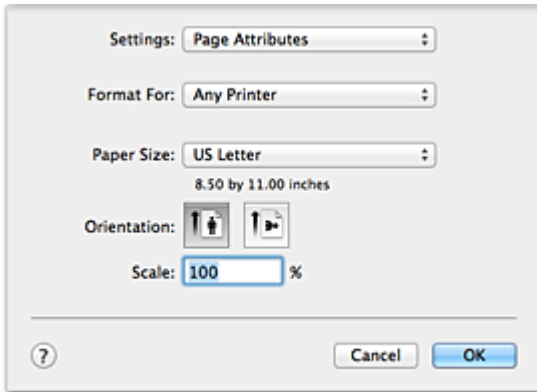 Settings: Page Attributes
Format For: Any Printer
Paper Size: US Letter
8.50 by 11.00 inches
Orientation:
Scale: 100 %
? Cancel OK